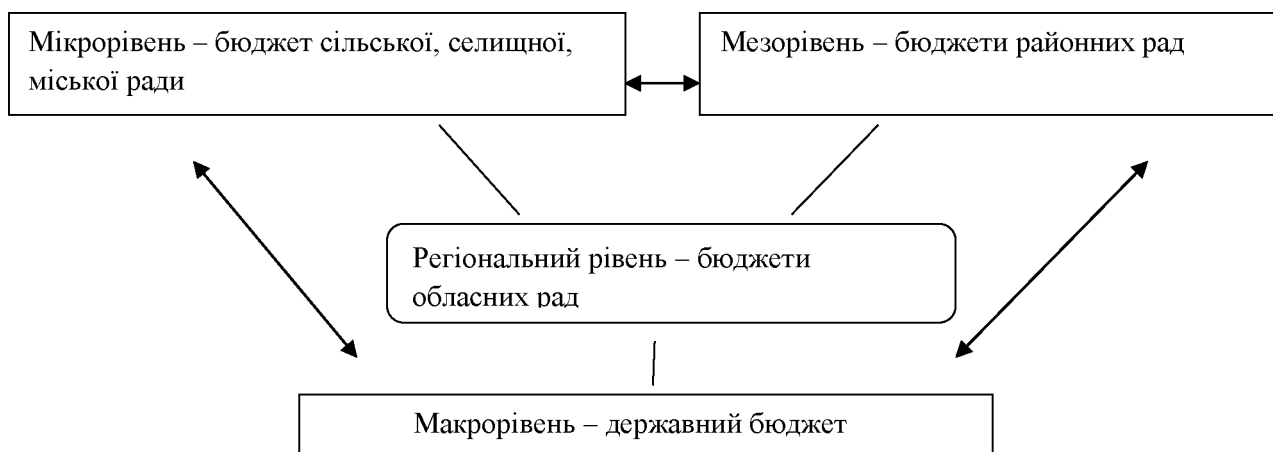 Мікрорівень – бюджет сільської, селищної,
міської ради
Мезорівень – бюджети районних рад
Регіональний рівень – бюджети
обласних рад
Макрорівень – державний бюджет